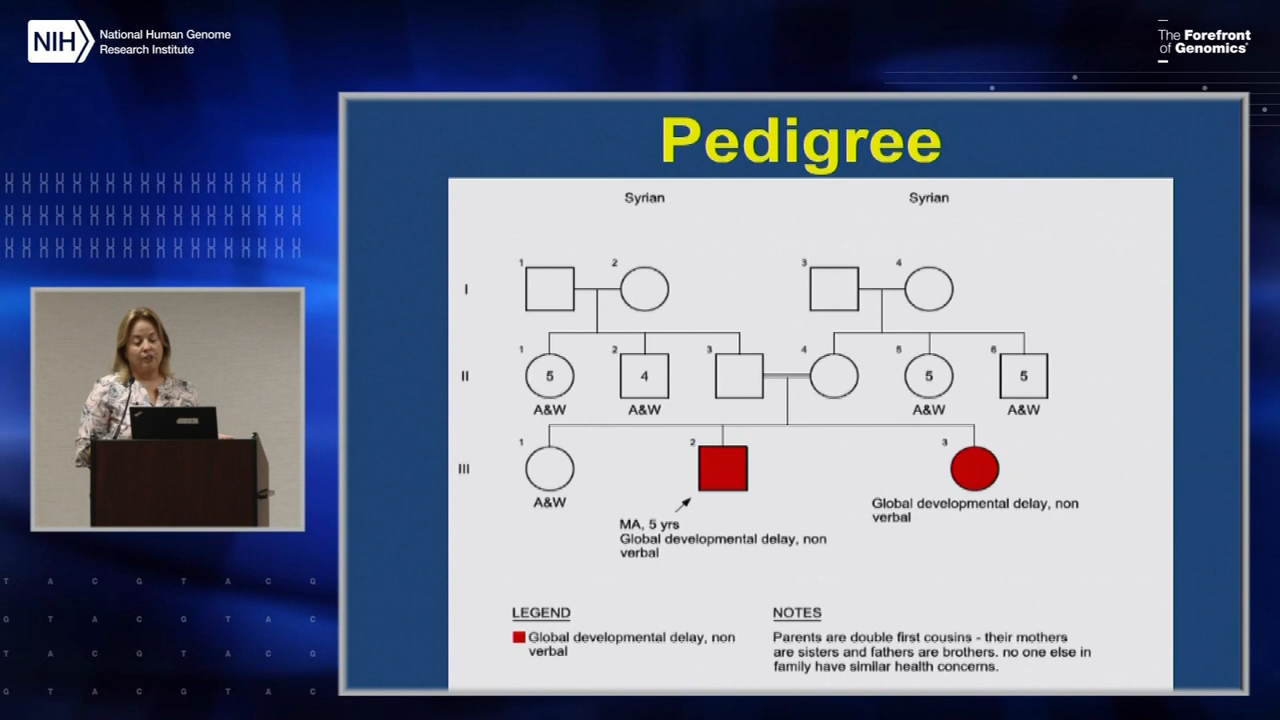 NIH
National Human Genome
Research Institute
The Forefront
of Genomics®
Pedigree
Syrian
Syrian
1
2
3
4
I
1
2
3
4
5
6
II
5
4
5
5
A&W
A&W
A&W
A&W
1
2
3
III
A&W
Global developmental delay, non
verbal
MA, 5 yrs
Global developmental delay, non
verbal
LEGEND
Global developmental delay, non
verbal
NOTES
Parents are double first cousins - their mothers
are sisters and fathers are brothers. no one else in
family have similar health concerns.
T A C G T A C G
G T A C G T A C
T A C G T A C G
G T A C G T A C